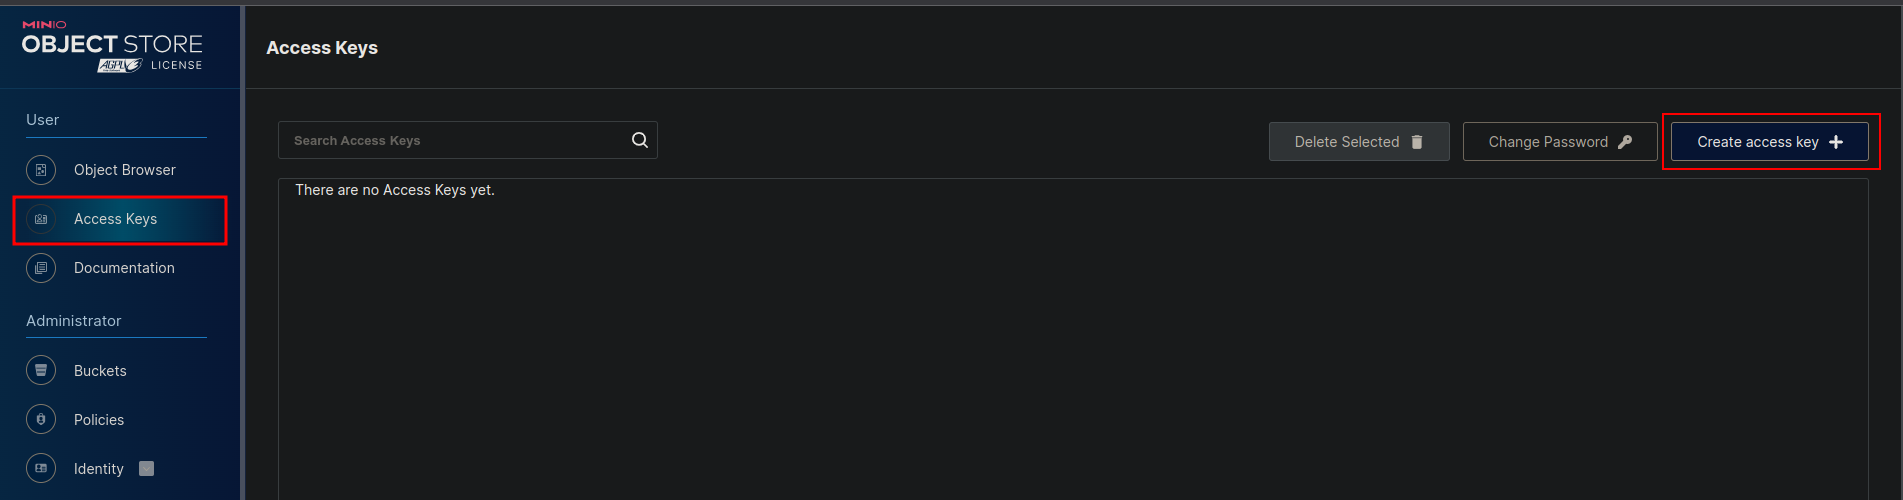 MINIO
OBJECT STORE
AGPLv3 LICENSE
User
Object Browser
Access Keys
Documentation
Administrator
Buckets
Policies
Identity
Access Keys
Search Access Keys
Delete Selected
Change Password
Create access key
There are no Access Keys yet.